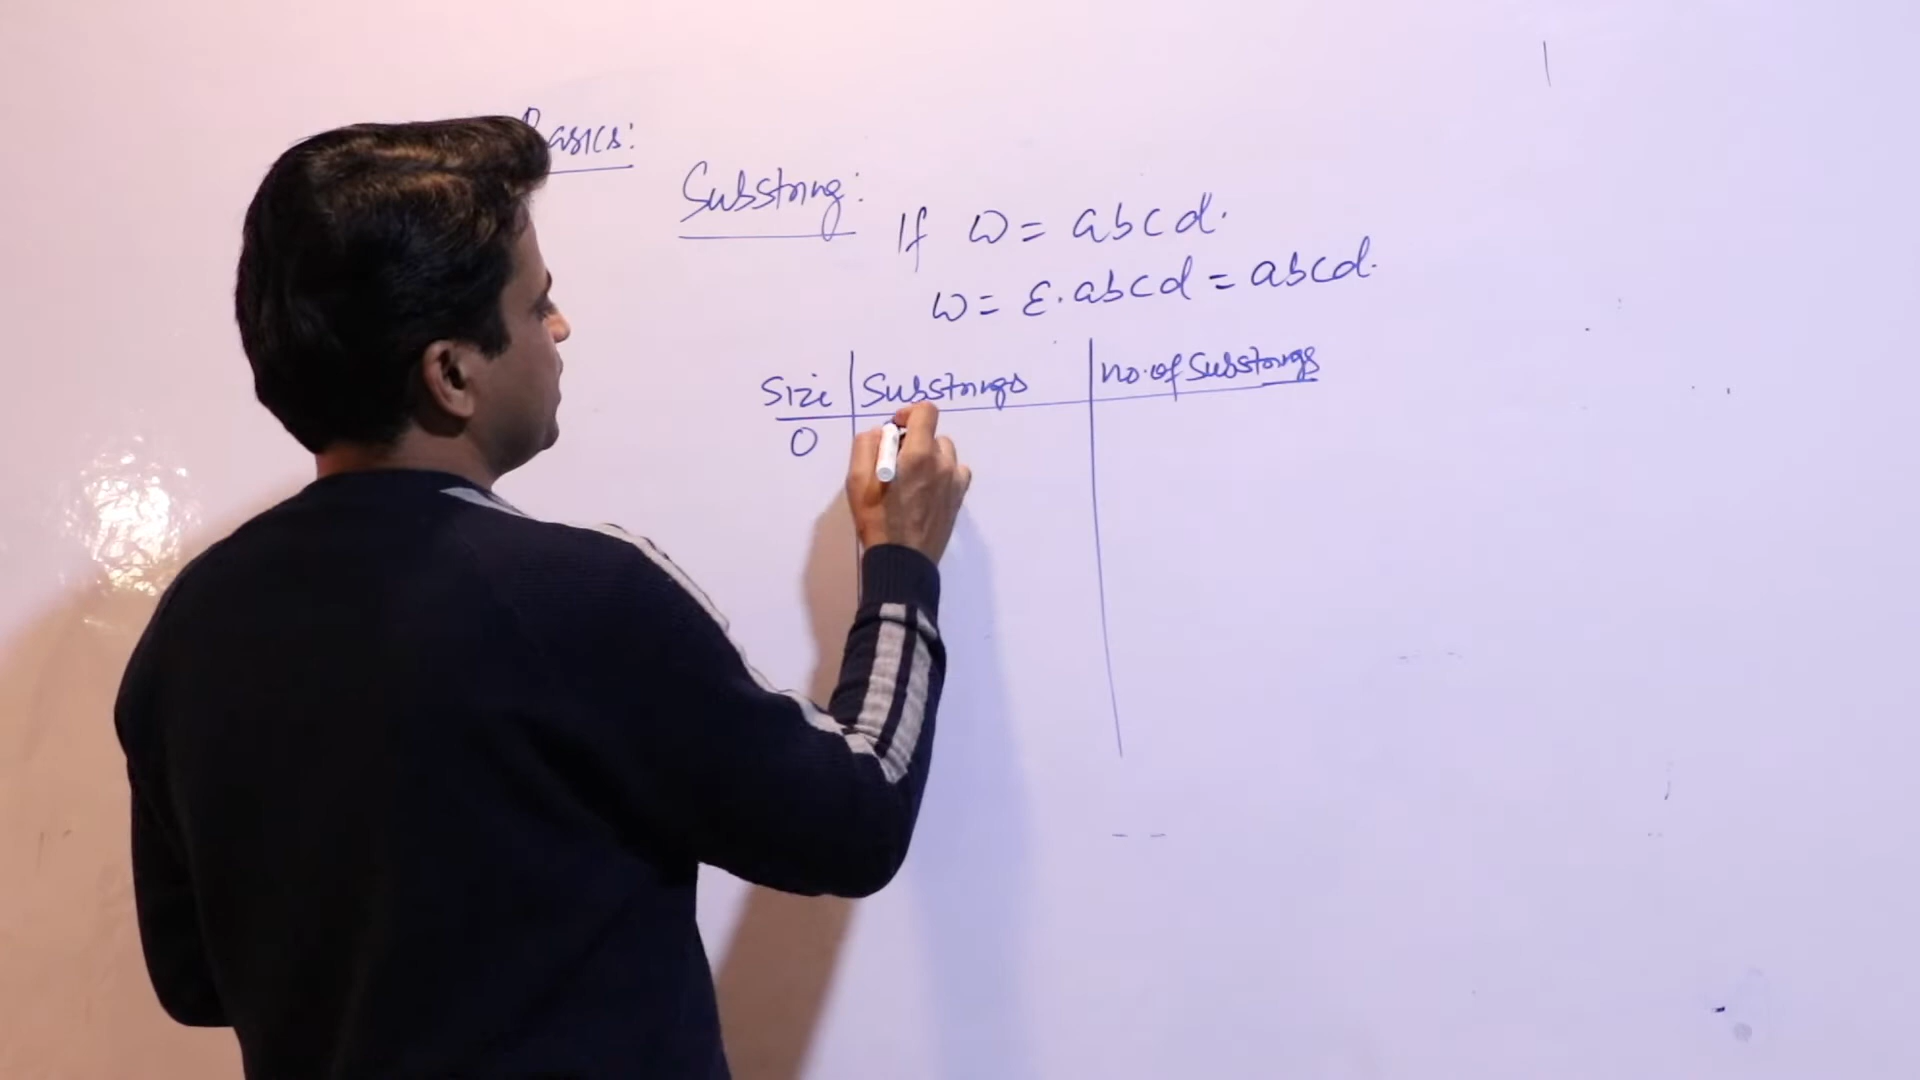 Basics:
Substring:
If w = abcd.
w = ε.abcd = abcd.
Size Substrings no.of Substrings
0